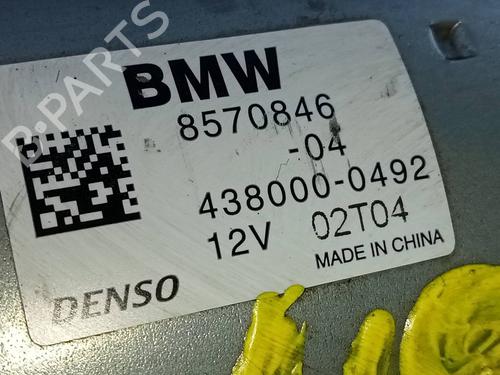 B-PARTS
BMW
8570846
-04
438000-0492
12V 02T04
MADE IN CHINA
DENSO